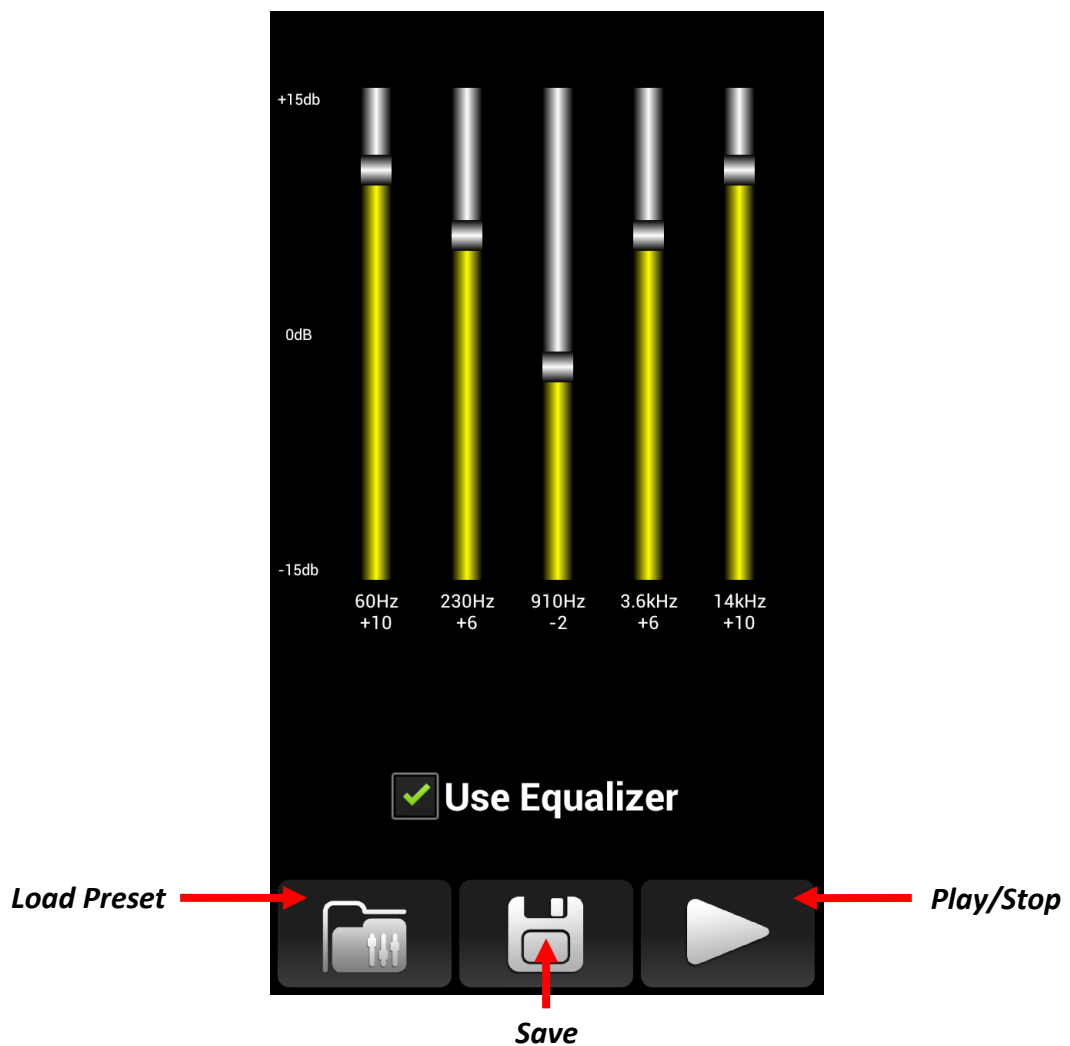 +15db
0dB
-15db
60Hz 230Hz 910Hz 3.6kHz 14kHz
+10 +6 -2 +6 +10
Use Equalizer
Load Preset
Play/Stop
Save